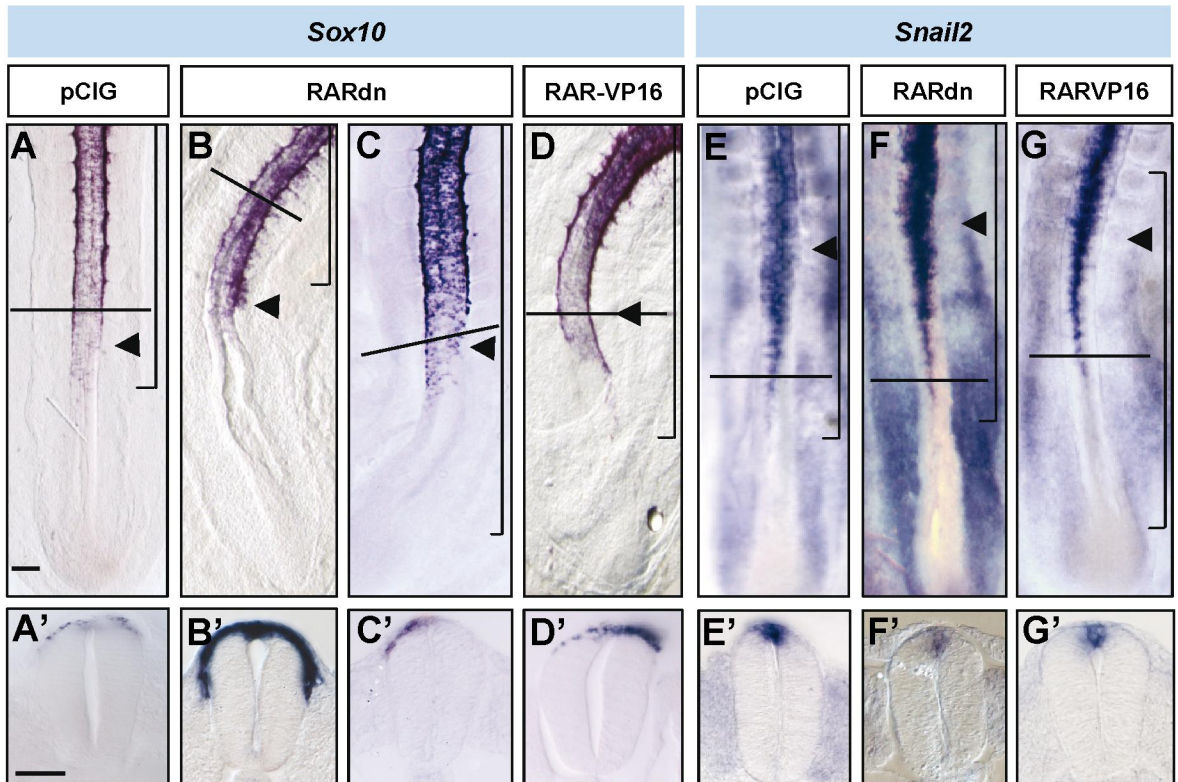 Sox10
Snail2
pCIG
RARdn
RAR-VP16
pCIG
RARdn
RARVP16
A
B
C
D
E
F
G
A'
B'
C'
D'
E'
F'
G'